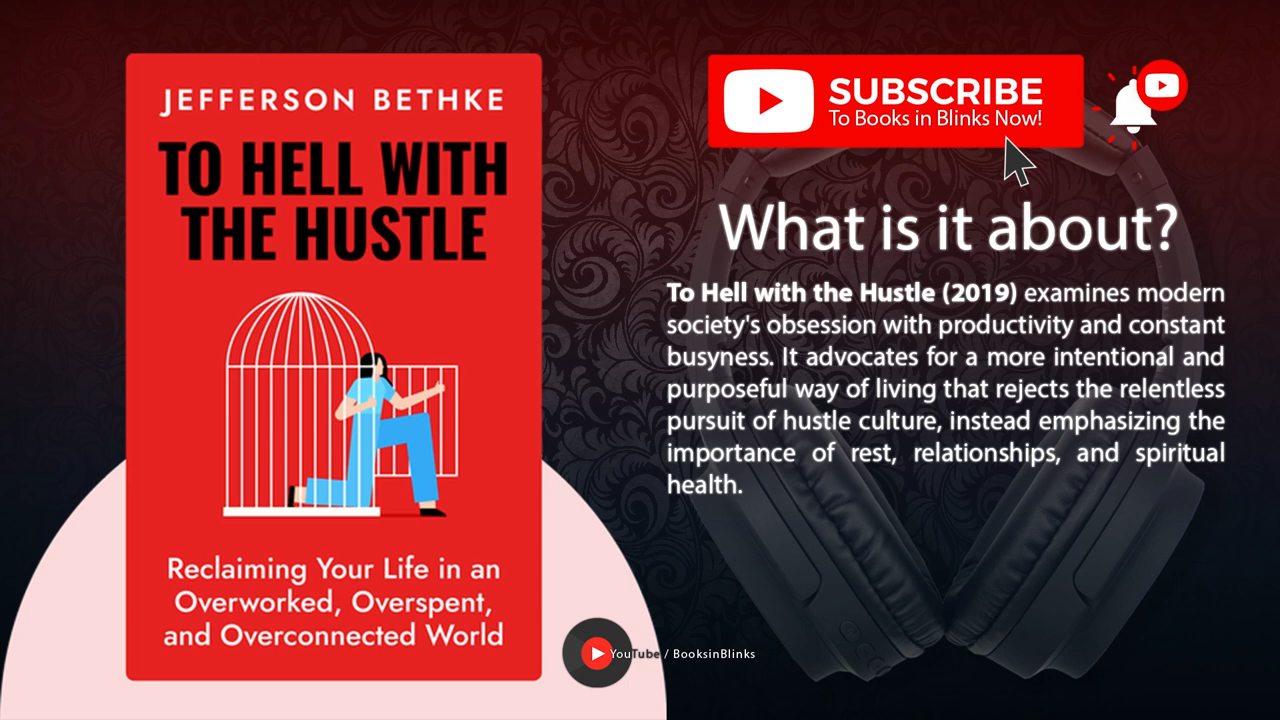 JEFFERSON BETHKE
TO HELL WITH
THE HUSTLE
Reclaiming Your Life in an
Overworked, Overspent,
and Overconnected World
SUBSCRIBE
To Books in Blinks Now!
What is it about?
To Hell with the Hustle (2019) examines modern
society's obsession with productivity and constant
busyness. It advocates for a more intentional and
purposeful way of living that rejects the relentless
pursuit of hustle culture, instead emphasizing the
importance of rest, relationships, and spiritual
health.
YouTube / BooksinBlinks